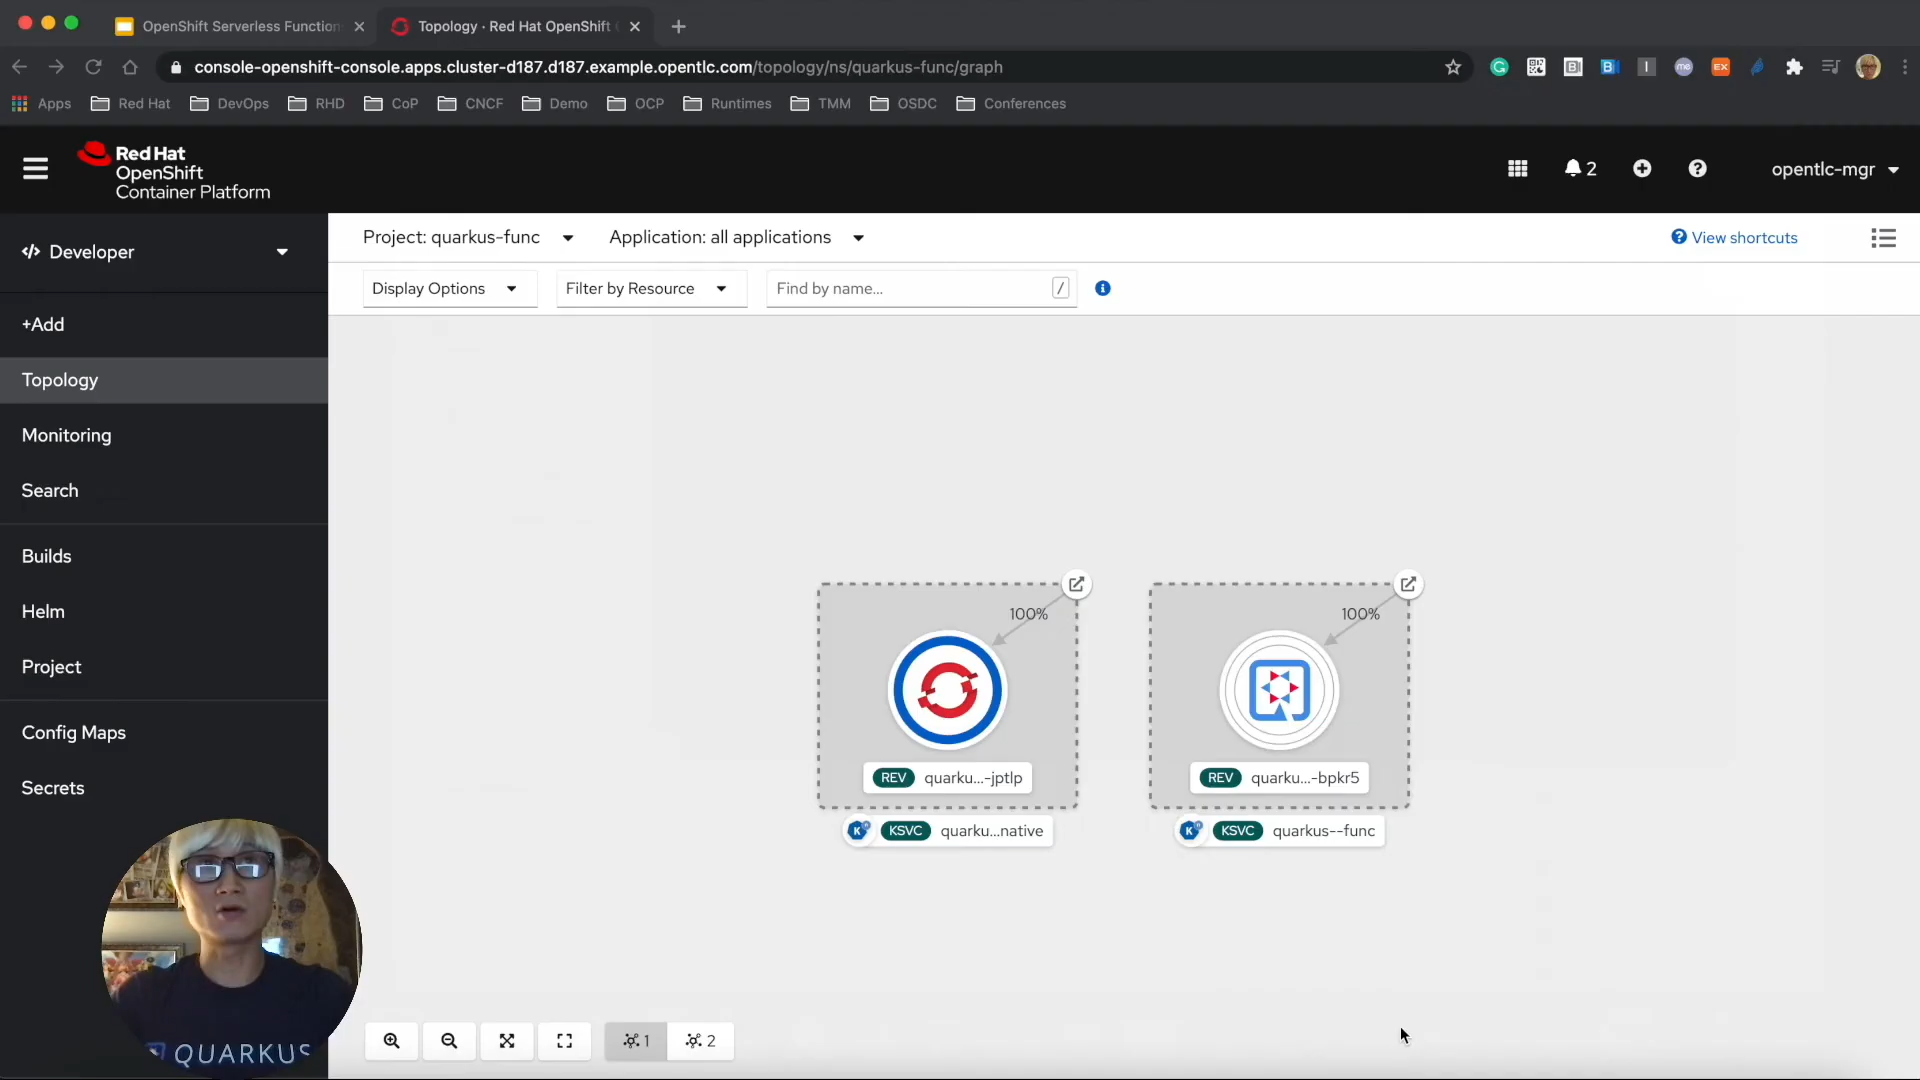 OpenShift Serverless Function
Topology · Red Hat OpenShift
console-openshift-console.apps.cluster-d187.d187.example.opentlc.com/topology/ns/quarkus-func/graph
Apps Red Hat DevOps RHD CoP CNCF Demo OCP Runtimes TMM OSDC Conferences
Red Hat
OpenShift
Container Platform
2
opentlc-mgr
Developer
Project: quarkus-func
Application: all applications
View shortcuts
Display Options
Filter by Resource
Find by name...
/
+Add
Topology
Monitoring
Search
Builds
Helm
Project
Config Maps
Secrets
100%
REV quarku...-jptlp
KSVC quarku...native
100%
REV quarku...-bpkr5
KSVC quarkus--func
1
2
QUARKUS